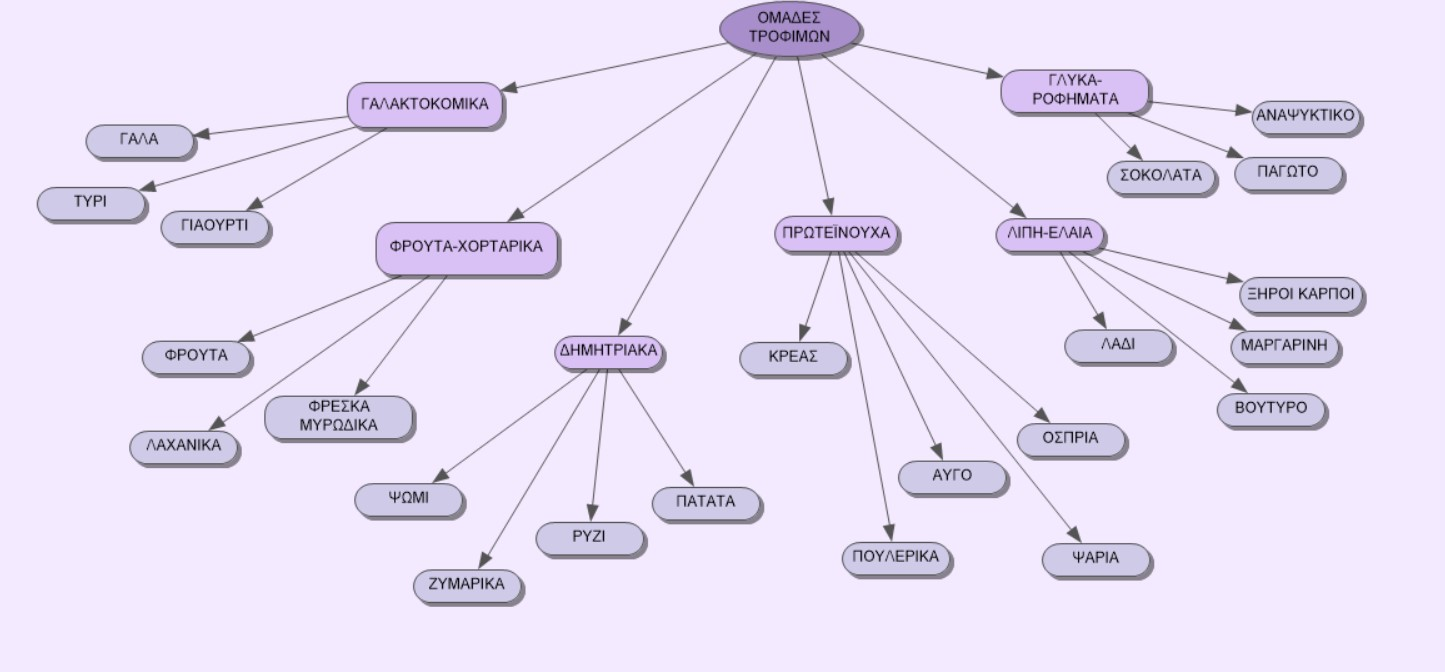 ΟΜΑΔΕΣ
ΤΡΟΦΙΜΩΝ
ΓΑΛΑΚΤΟΚΟΜΙΚΑ
ΓΑΛΑ
ΤΥΡΙ
ΓΙΑΟΥΡΤΙ
ΦΡΟΥΤΑ-ΧΟΡΤΑΡΙΚΑ
ΦΡΟΥΤΑ
ΛΑΧΑΝΙΚΑ
ΦΡΕΣΚΑ
ΜΥΡΩΔΙΚΑ
ΔΗΜΗΤΡΙΑΚΑ
ΨΩΜΙ
ΖΥΜΑΡΙΚΑ
ΡΥΖΙ
ΠΑΤΑΤΑ
ΠΡΩΤΕΪΝΟΥΧΑ
ΚΡΕΑΣ
ΠΟΥΛΕΡΙΚΑ
ΑΥΓΟ
ΨΑΡΙΑ
ΟΣΠΡΙΑ
ΛΙΠΗ-ΕΛΑΙΑ
ΛΑΔΙ
ΒΟΥΤΥΡΟ
ΜΑΡΓΑΡΙΝΗ
ΞΗΡΟΙ ΚΑΡΠΟΙ
ΓΛΥΚΑ-
ΡΟΦΗΜΑΤΑ
ΣΟΚΟΛΑΤΑ
ΠΑΓΩΤΟ
ΑΝΑΨΥΚΤΙΚΟ